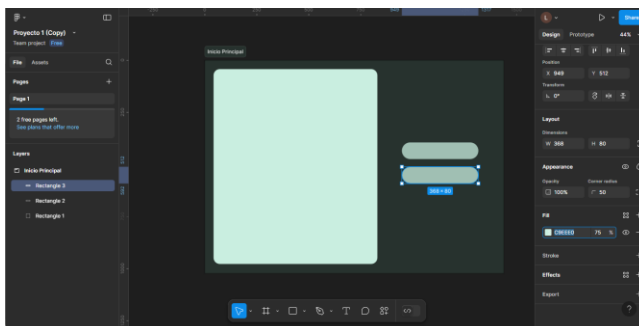 Proyecto 1 (Copy)
Team project Free
File Assets
Pages
Page 1
2 free pages left.
See plans that offer more
Layers
Inicio Principal
Rectangle 3
Rectangle 2
Rectangle 1
Inicio Principal
368 × 80
L
Share
Design Prototype 44%
Position
X 949 Y 512
Transform
0°
Layout
Dimensions
W 368 H 80
Appearance
Opacity Corner radius
100% 50
Fill
75 %
Stroke
Effects
Export
?